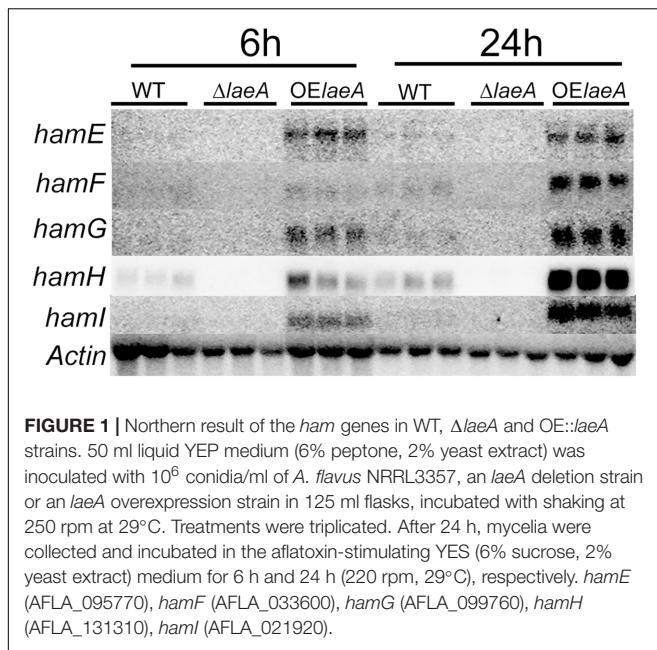 6h 24h
WT ΔlaeA OElaeA WT ΔlaeA OElaeA
hamE
hamF
hamG
hamH
hamI
Actin
FIGURE 1 | Northern result of the ham genes in WT, ΔlaeA and OE::laeA
strains. 50 ml liquid YEP medium (6% peptone, 2% yeast extract) was
inoculated with 10⁶ conidia/ml of A. flavus NRRL3357, an laeA deletion strain
or an laeA overexpression strain in 125 ml flasks, incubated with shaking at
250 rpm at 29°C. Treatments were triplicated. After 24 h, mycelia were
collected and incubated in the aflatoxin-stimulating YES (6% sucrose, 2%
yeast extract) medium for 6 h and 24 h (220 rpm, 29°C), respectively. hamE
(AFLA_095770), hamF (AFLA_033600), hamG (AFLA_099760), hamH
(AFLA_131310), hamI (AFLA_021920).